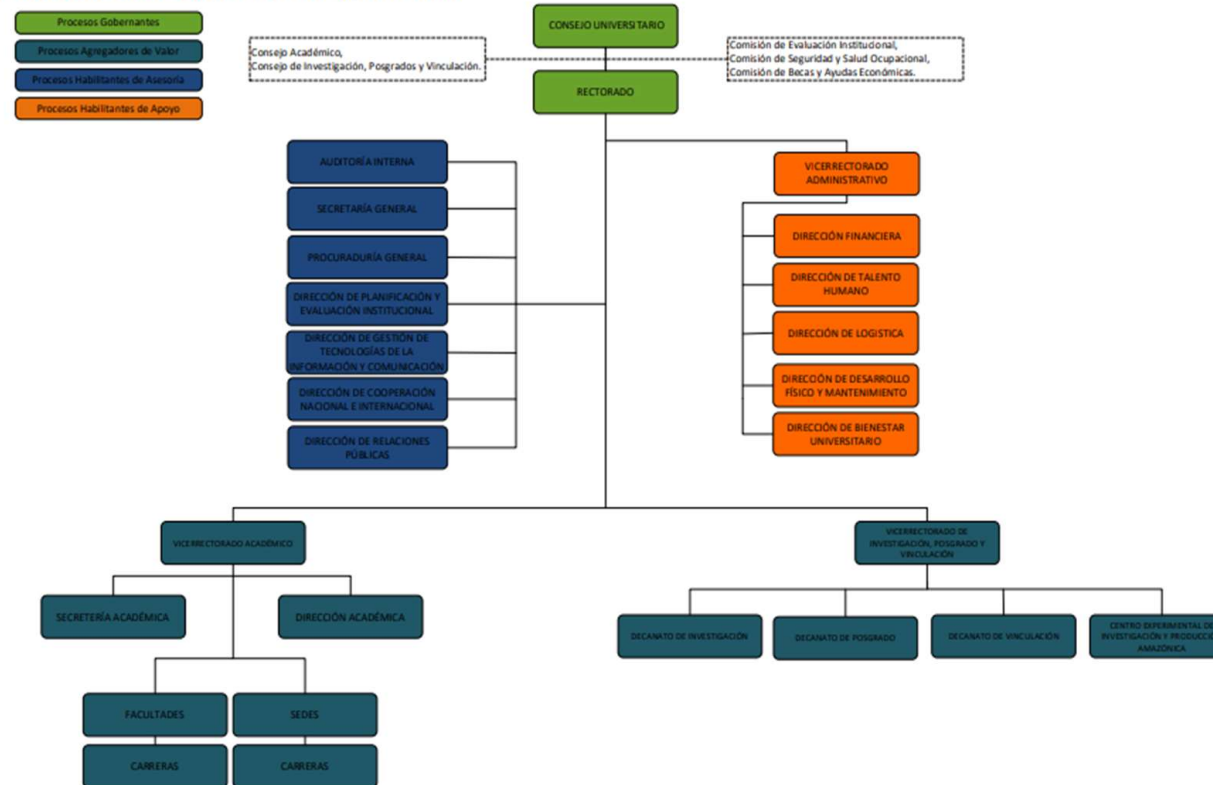 Procesos Gobernantes
Procesos Agregadores de Valor
Procesos Habilitantes de Asesoría
Procesos Habilitantes de Apoyo
CONSEJO UNIVERSITARIO
Consejo Académico,
Consejo de Investigación, Posgrados y Vinculación.
Comisión de Evaluación Institucional,
Comisión de Seguridad y Salud Ocupacional,
Comisión de Becas y Ayudas Económicas.
RECTORADO
AUDITORÍA INTERNA
SECRETARÍA GENERAL
PROCURADURÍA GENERAL
DIRECCIÓN DE PLANIFICACIÓN Y
EVALUACIÓN INSTITUCIONAL
DIRECCIÓN DE GESTIÓN DE
TECNOLOGÍAS DE LA
INFORMACIÓN Y COMUNICACIÓN
DIRECCIÓN DE COOPERACIÓN
NACIONAL E INTERNACIONAL
DIRECCIÓN DE RELACIONES
PÚBLICAS
VICERRECTORADO
ADMINISTRATIVO
DIRECCIÓN FINANCIERA
DIRECCIÓN DE TALENTO
HUMANO
DIRECCIÓN DE LOGISTICA
DIRECCIÓN DE DESARROLLO
FÍSICO Y MANTENIMIENTO
DIRECCIÓN DE BIENESTAR
UNIVERSITARIO
VICERRECTORADO ACADÉMICO
SECRETERÍA ACADÉMICA
DIRECCIÓN ACADÉMICA
FACULTADES
SEDES
CARRERAS
CARRERAS
VICERRECTORADO DE
INVESTIGACIÓN, POSGRADO Y
VINCULACIÓN
DECANATO DE INVESTIGACIÓN
DECANATO DE POSGRADO
DECANATO DE VINCULACIÓN
CENTRO EXPERIMENTAL DE
INVESTIGACIÓN Y PRODUCCI
AMAZÓNICA